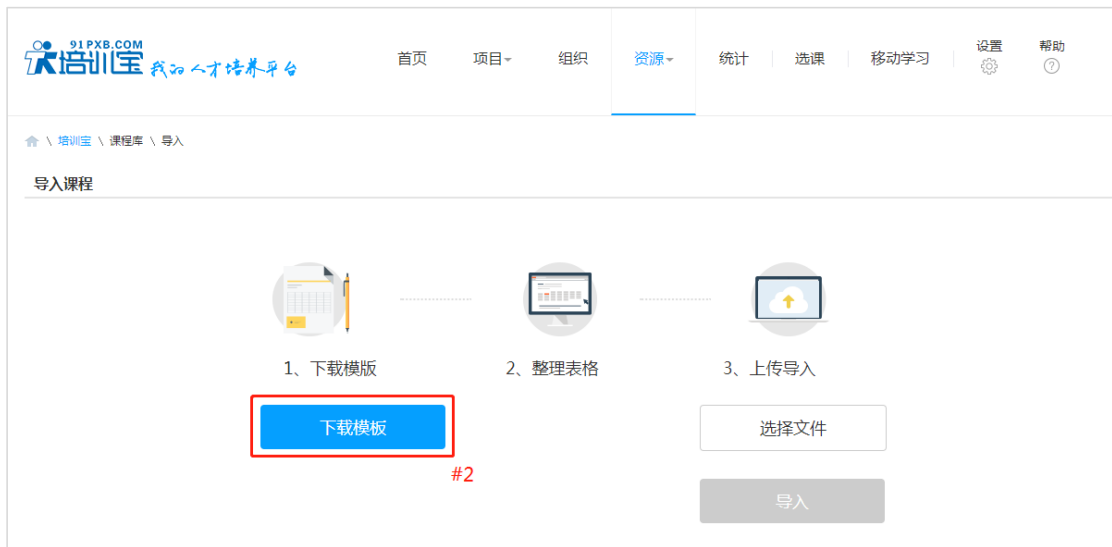 91PXB.COM
培训宝 我的人才培养平台
首页 项目 组织 资源 统计 选课 移动学习 设置 帮助
\ 培训宝 \ 课程库 \ 导入
导入课程
1、下载模版 2、整理表格 3、上传导入
下载模板 选择文件
#2
导入